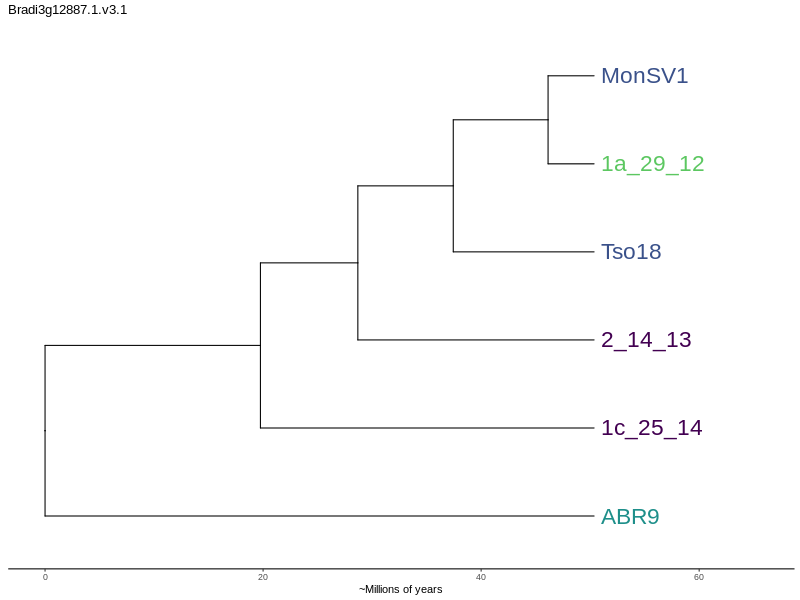 Bradi3g12887.1.v3.1
MonSV1
1a_29_12
Tso18
2_14_13
1c_25_14
ABR9
0 20 40 60
~Millions of years